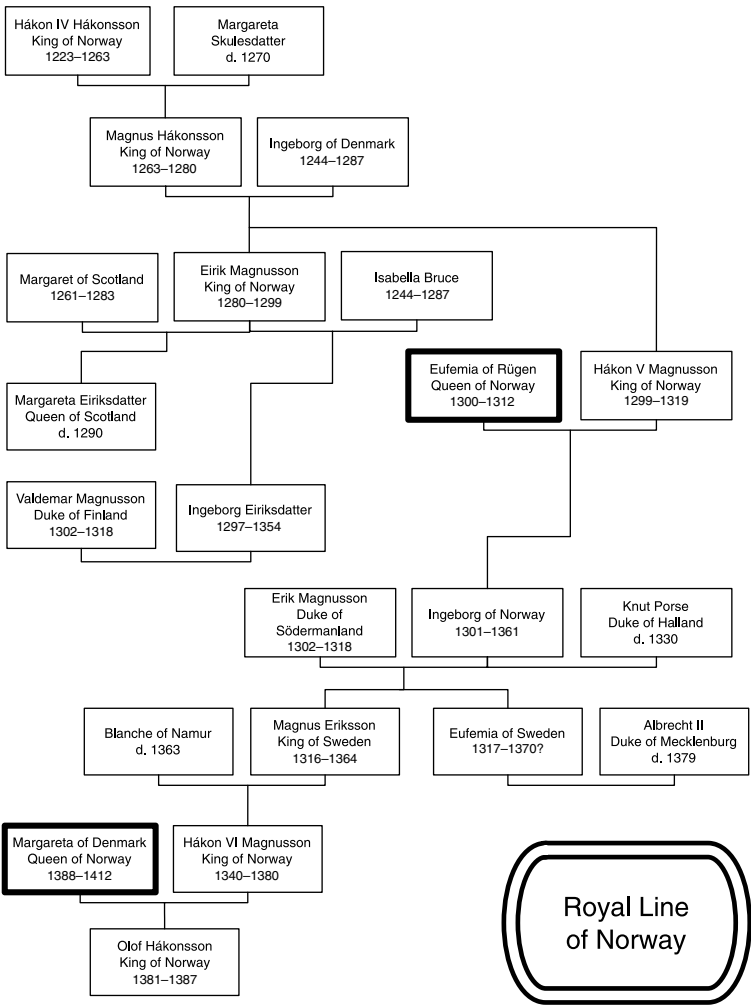 Hákon IV Hákonsson
King of Norway
1223–1263
Margareta
Skulesdatter
d. 1270
Magnus Hákonsson
King of Norway
1263–1280
Ingeborg of Denmark
1244–1287
Margaret of Scotland
1261–1283
Eirik Magnusson
King of Norway
1280–1299
Isabella Bruce
1244–1287
Eufemia of Rügen
Queen of Norway
1300–1312
Hákon V Magnusson
King of Norway
1299–1319
Margareta Eiriksdatter
Queen of Scotland
d. 1290
Valdemar Magnusson
Duke of Finland
1302–1318
Ingeborg Eiriksdatter
1297–1354
Erik Magnusson
Duke of
Södermanland
1302–1318
Ingeborg of Norway
1301–1361
Knut Porse
Duke of Halland
d. 1330
Blanche of Namur
d. 1363
Magnus Eriksson
King of Sweden
1316–1364
Eufemia of Sweden
1317–1370?
Albrecht II
Duke of Mecklenburg
d. 1379
Margareta of Denmark
Queen of Norway
1388–1412
Hákon VI Magnusson
King of Norway
1340–1380
Olof Hákonsson
King of Norway
1381–1387
Royal Line
of Norway